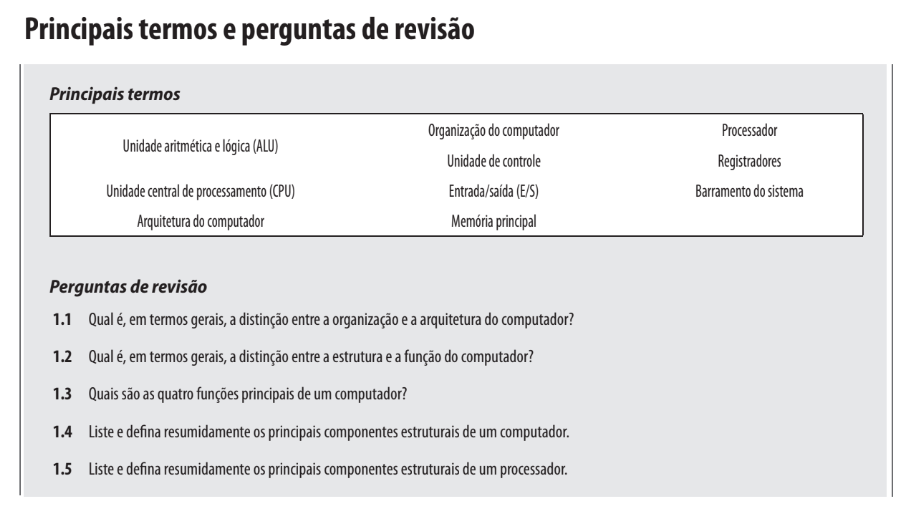 Principais termos e perguntas de revisão
Principais termos
Unidade aritmética e lógica (ALU)
Unidade central de processamento (CPU)
Arquitetura do computador
Organização do computador
Unidade de controle
Entrada/saída (E/S)
Memória principal
Processador
Registradores
Barramento do sistema
Perguntas de revisão
1.1 Qual é, em termos gerais, a distinção entre a organização e a arquitetura do computador?
1.2 Qual é, em termos gerais, a distinção entre a estrutura e a função do computador?
1.3 Quais são as quatro funções principais de um computador?
1.4 Liste e defina resumidamente os principais componentes estruturais de um computador.
1.5 Liste e defina resumidamente os principais componentes estruturais de um processador.